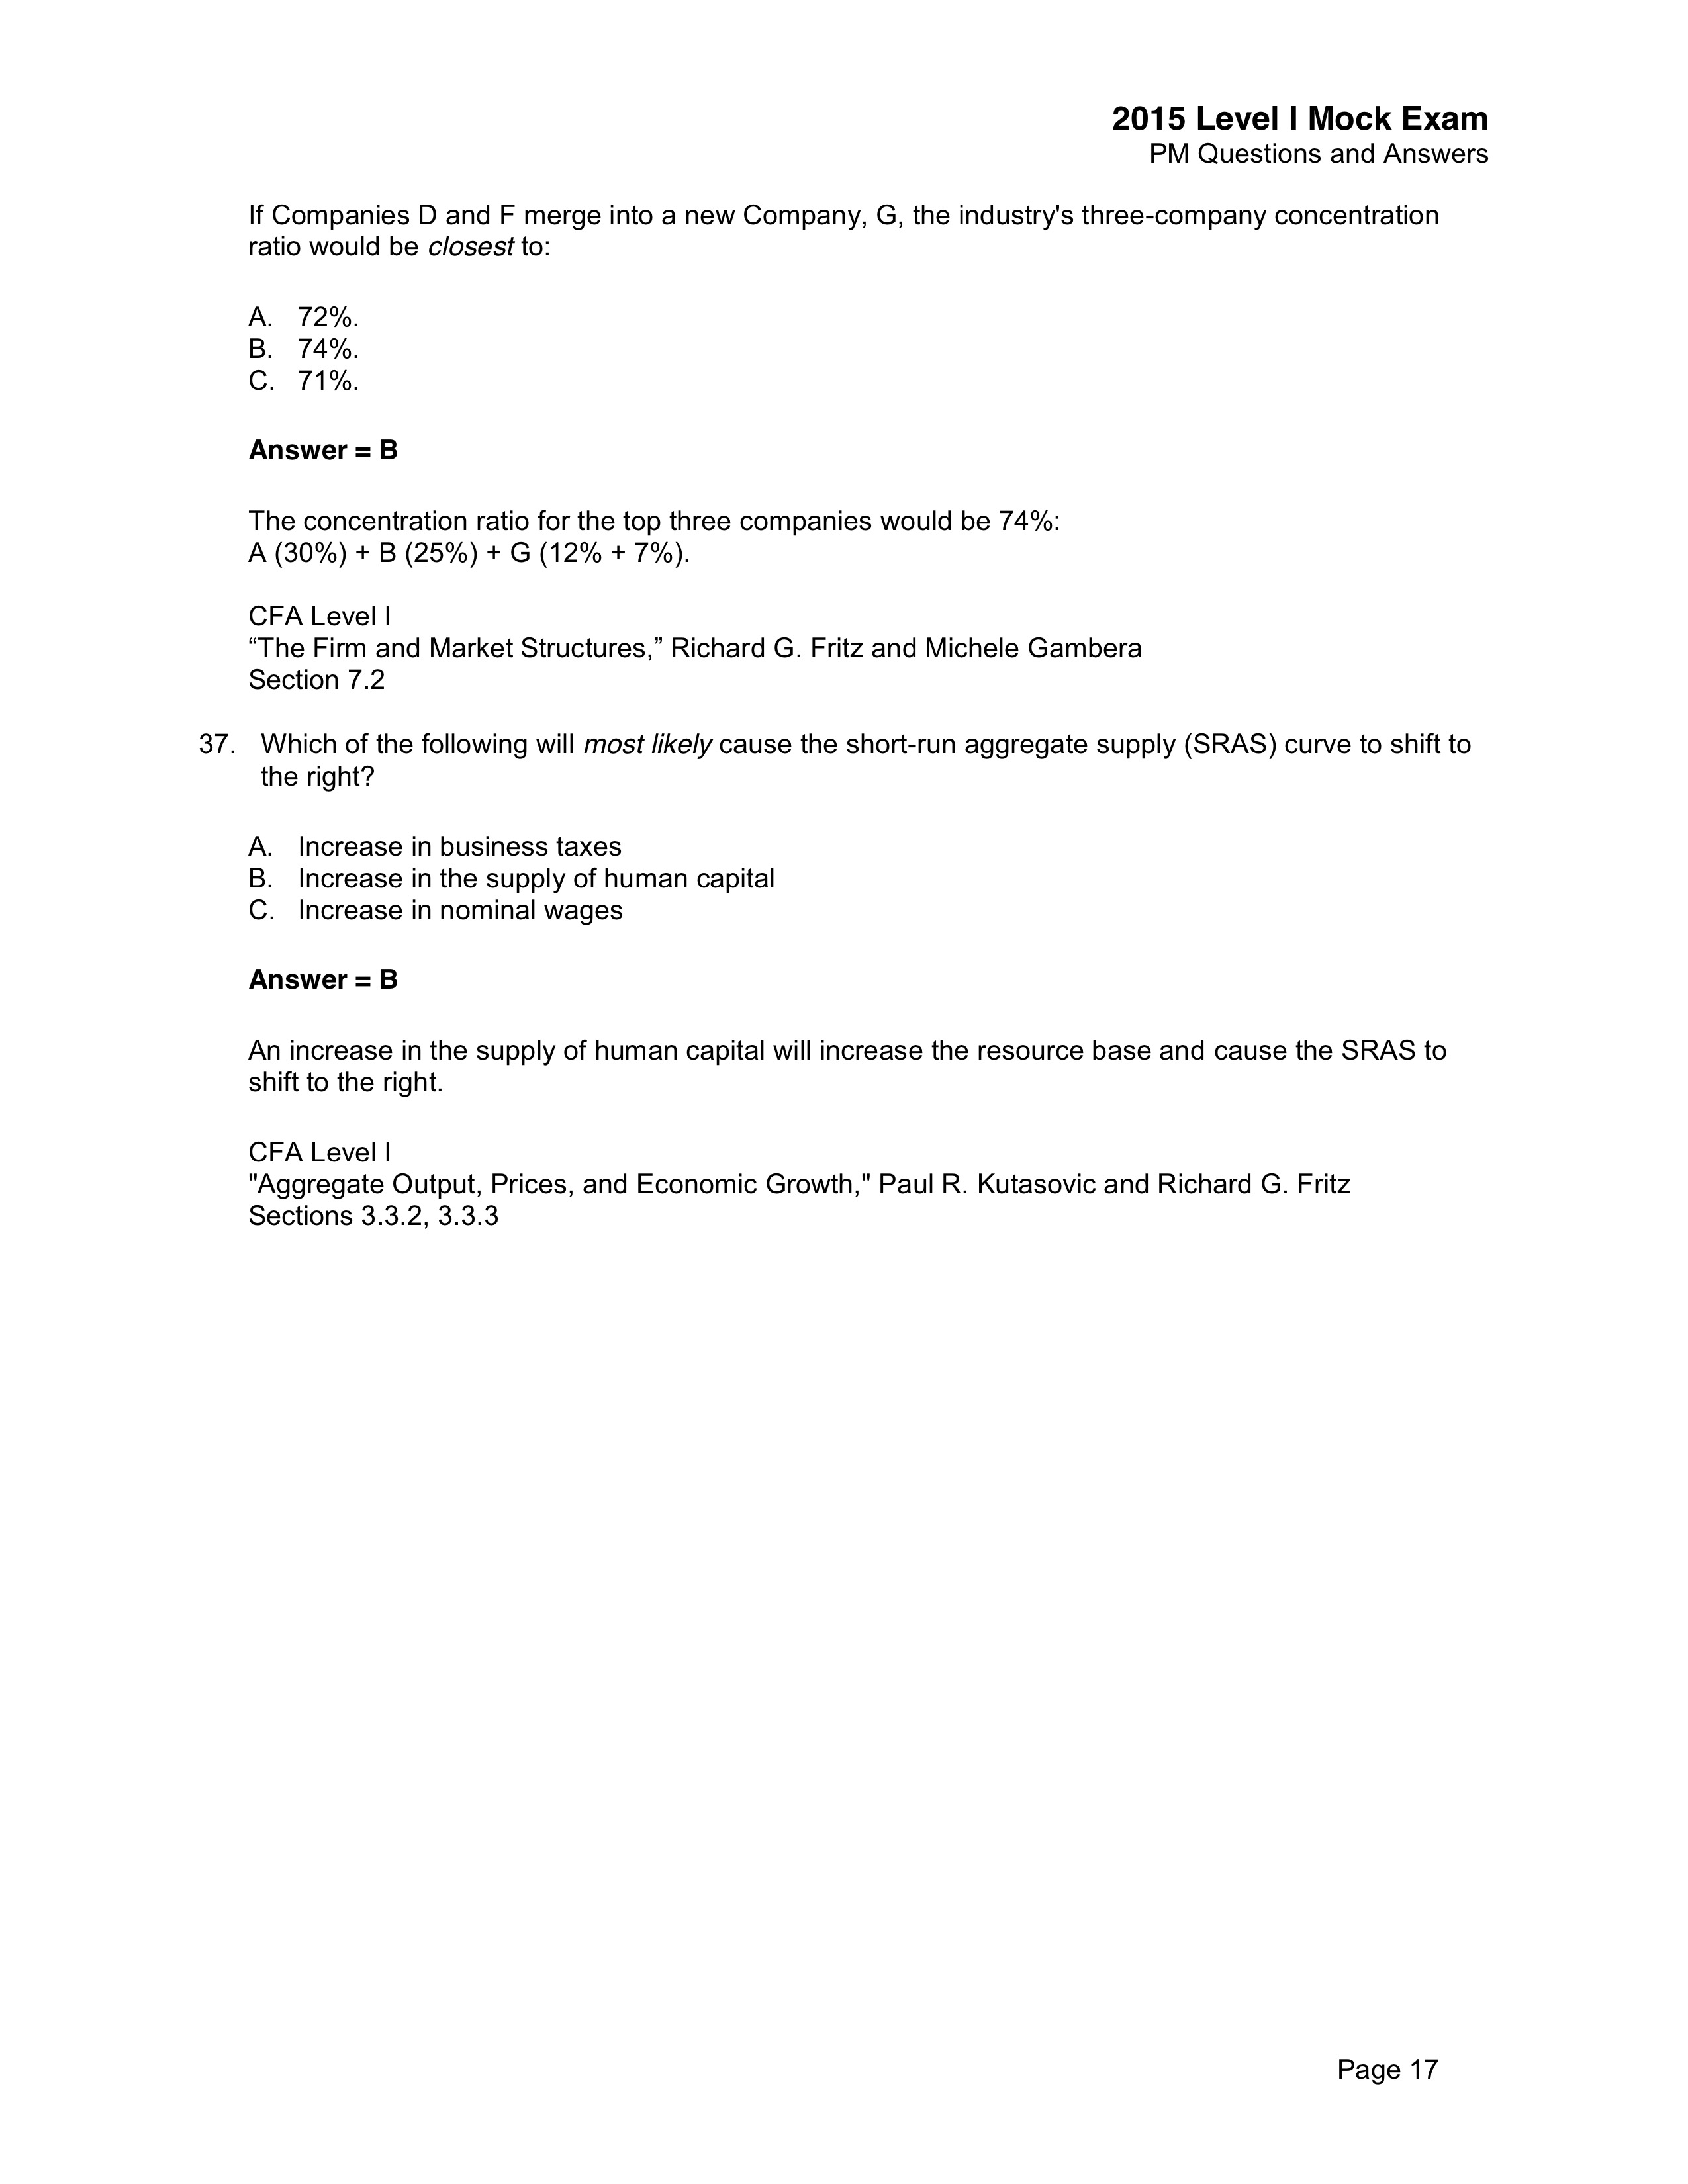 2015 Level I Mock Exam
PM Questions and Answers
If Companies D and F merge into a new Company, G, the industry's three-company concentration
ratio would be closest to:
A. 72%.
B. 74%.
C. 71%.
Answer = B
The concentration ratio for the top three companies would be 74%:
A (30%) + B (25%) + G (12% + 7%).
CFA Level I
“The Firm and Market Structures,” Richard G. Fritz and Michele Gambera
Section 7.2
37. Which of the following will most likely cause the short-run aggregate supply (SRAS) curve to shift to
the right?
A. Increase in business taxes
B. Increase in the supply of human capital
C. Increase in nominal wages
Answer = B
An increase in the supply of human capital will increase the resource base and cause the SRAS to
shift to the right.
CFA Level I
"Aggregate Output, Prices, and Economic Growth," Paul R. Kutasovic and Richard G. Fritz
Sections 3.3.2, 3.3.3
Page 17